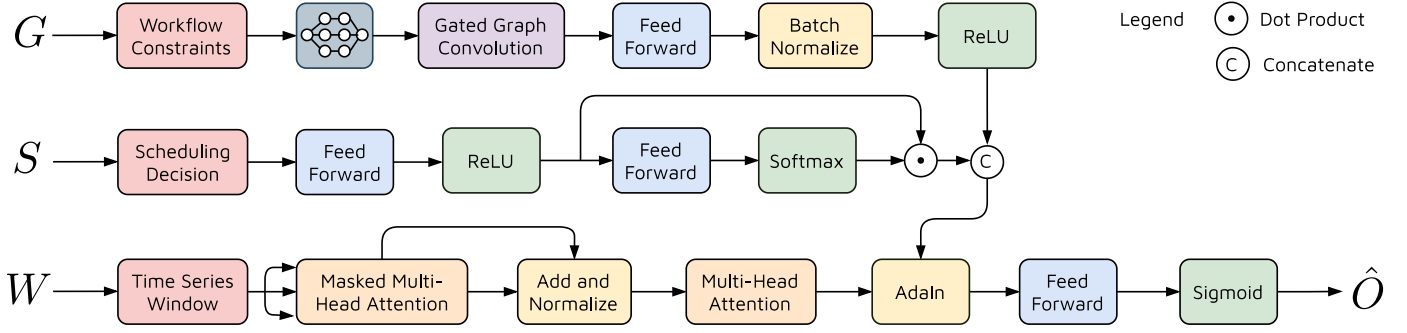 G
Workflow
Constraints
Gated Graph
Convolution
Feed
Forward
Batch
Normalize
ReLU
Legend
Dot Product
C
Concatenate
S
Scheduling
Decision
Feed
Forward
ReLU
Feed
Forward
Softmax
C
W
Time Series
Window
Masked Multi-
Head Attention
Add and
Normalize
Multi-Head
Attention
AdaIn
Feed
Forward
Sigmoid
Ô